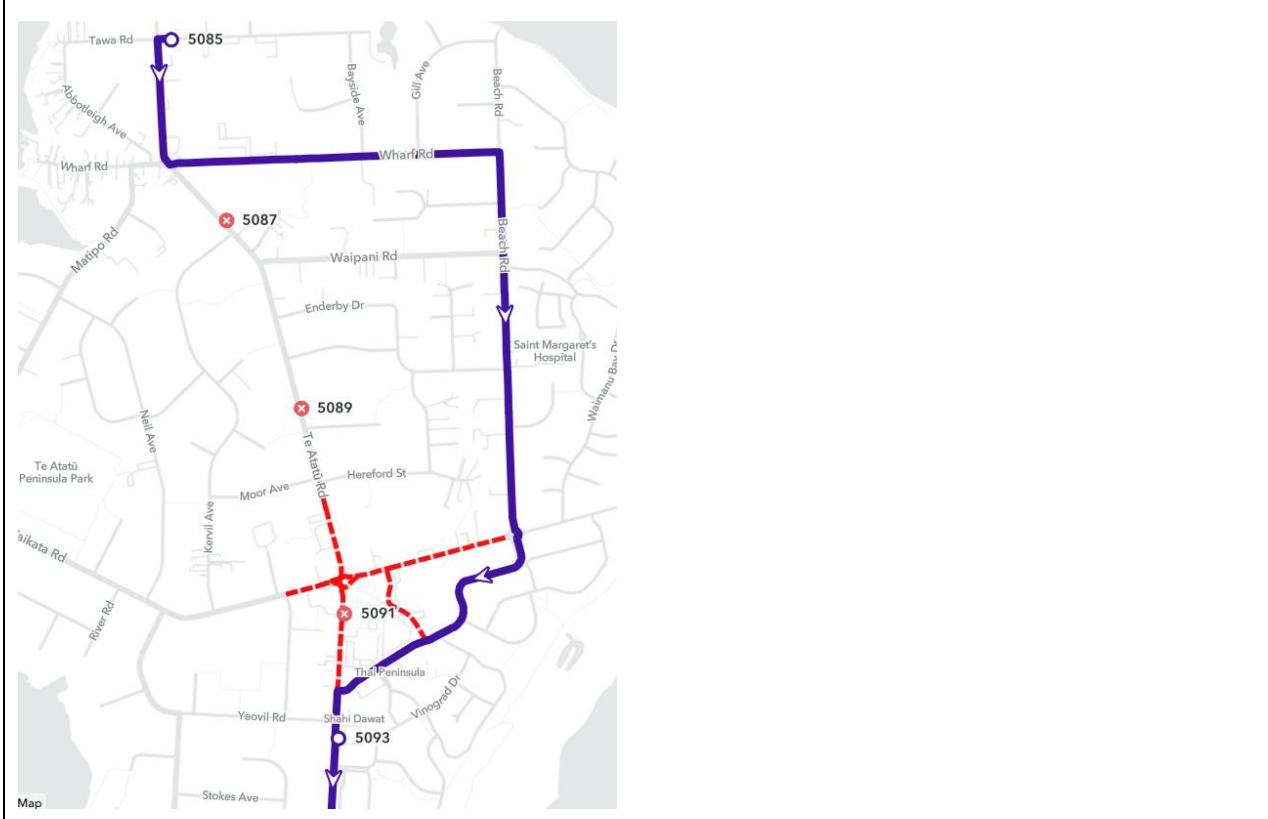 Tawa Rd
5085
Bayside Ave
Gill Ave
Beach Rd
Abbotleigh Ave
Wharf Rd
Wharf Rd
5087
Matipo Rd
Waipani Rd
Beach Rd
Enderby Dr
Saint Margaret's
Hospital
Waimanu Bay Dr
5089
Neil Ave
Te Atatū Rd
Te Atatū
Peninsula Park
Hereford St
Moor Ave
Kervil Ave
aikata Rd
5091
River Rd
Thai Peninsula
Vinograd Dr
Yeovil Rd
Shahi Dawat
5093
Stokes Ave
Map